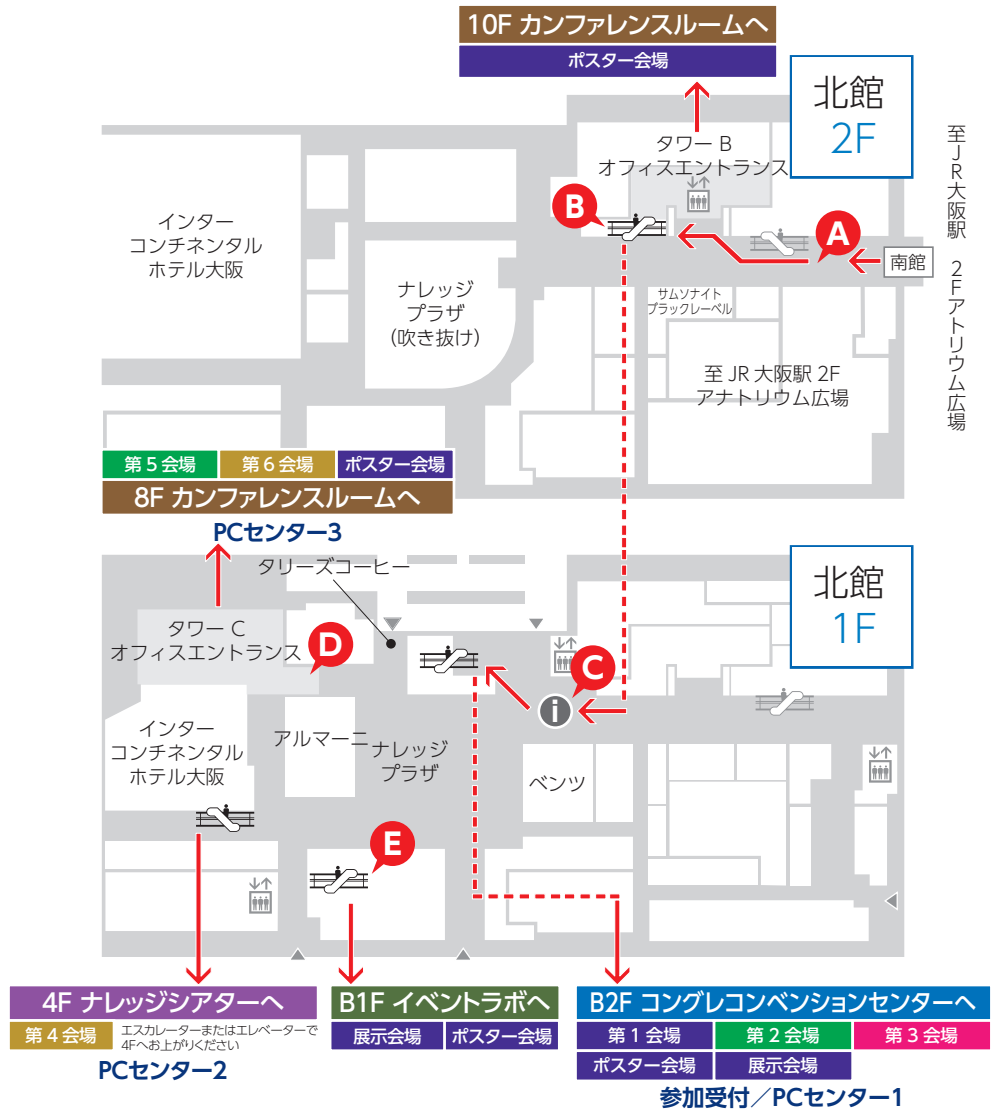 10F カンファレンスルームへ
ポスター会場
北館
2F
至JR大阪駅 2Fアトリウム広場
タワー B
オフィスエントランス
B
A
南館
インター
コンチネンタル
ホテル大阪
ナレッジ
プラザ
(吹き抜け)
サムソナイト
ブラックレーベル
至 JR 大阪駅 2F
アナトリウム広場
第5会場
第6会場
ポスター会場
8F カンファレンスルームへ
PCセンター3
北館
1F
タリーズコーヒー
タワー C
オフィスエントランス
D
C
i
インター
コンチネンタル
ホテル大阪
アルマーニ
ナレッジ
プラザ
ベンツ
E
4F ナレッジシアターへ
第4会場
エスカレーターまたはエレベーターで
4Fへお上がりください
PCセンター2
B1F イベントラボへ
展示会場
ポスター会場
B2F コングレコンベンションセンターへ
第1会場
第2会場
第3会場
ポスター会場
展示会場
参加受付/PCセンター1